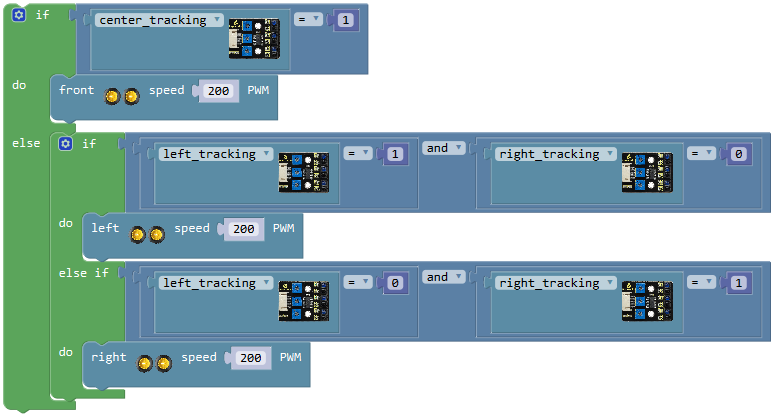 if center_tracking = 1
do front speed 200 PWM
else if left_tracking = 1 and right_tracking = 0
do left speed 200 PWM
else if left_tracking = 0 and right_tracking = 1
do right speed 200 PWM